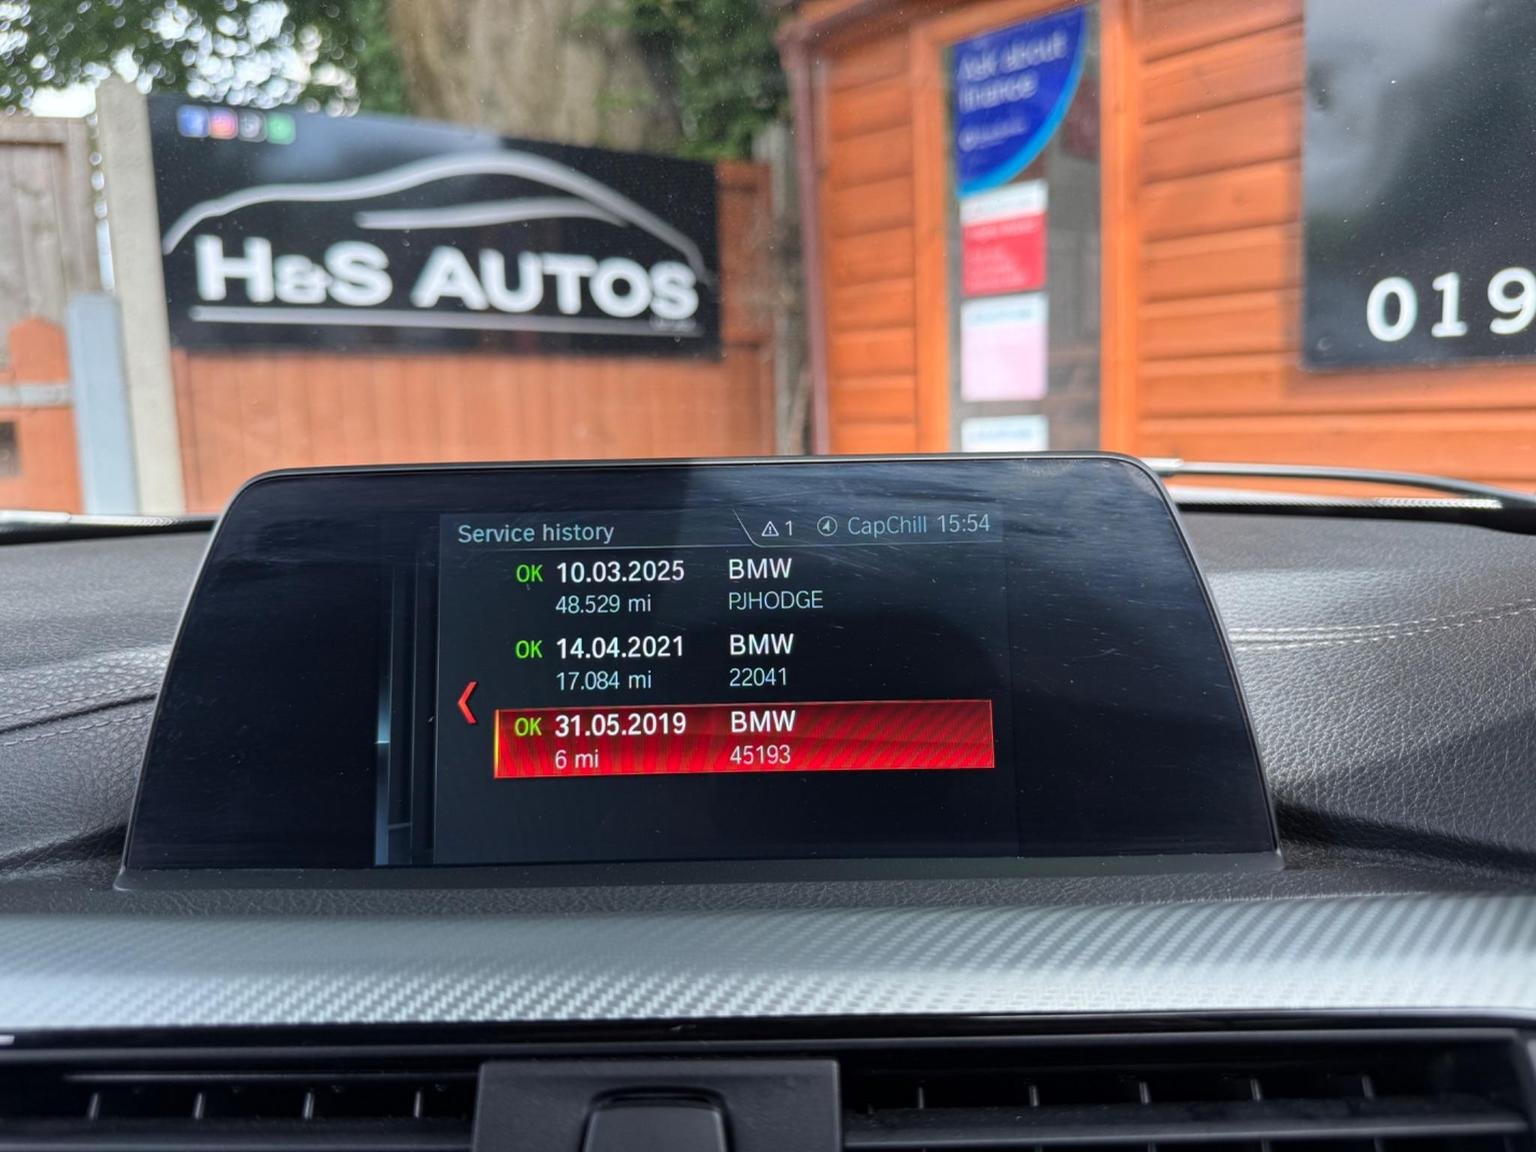 Ask about
finance
H&S AUTOS
019
Service history
1
CapChill 15:54
OK 10.03.2025 BMW
48.529 mi PJHODGE
OK 14.04.2021 BMW
17.084 mi 22041
OK 31.05.2019 BMW
6 mi 45193